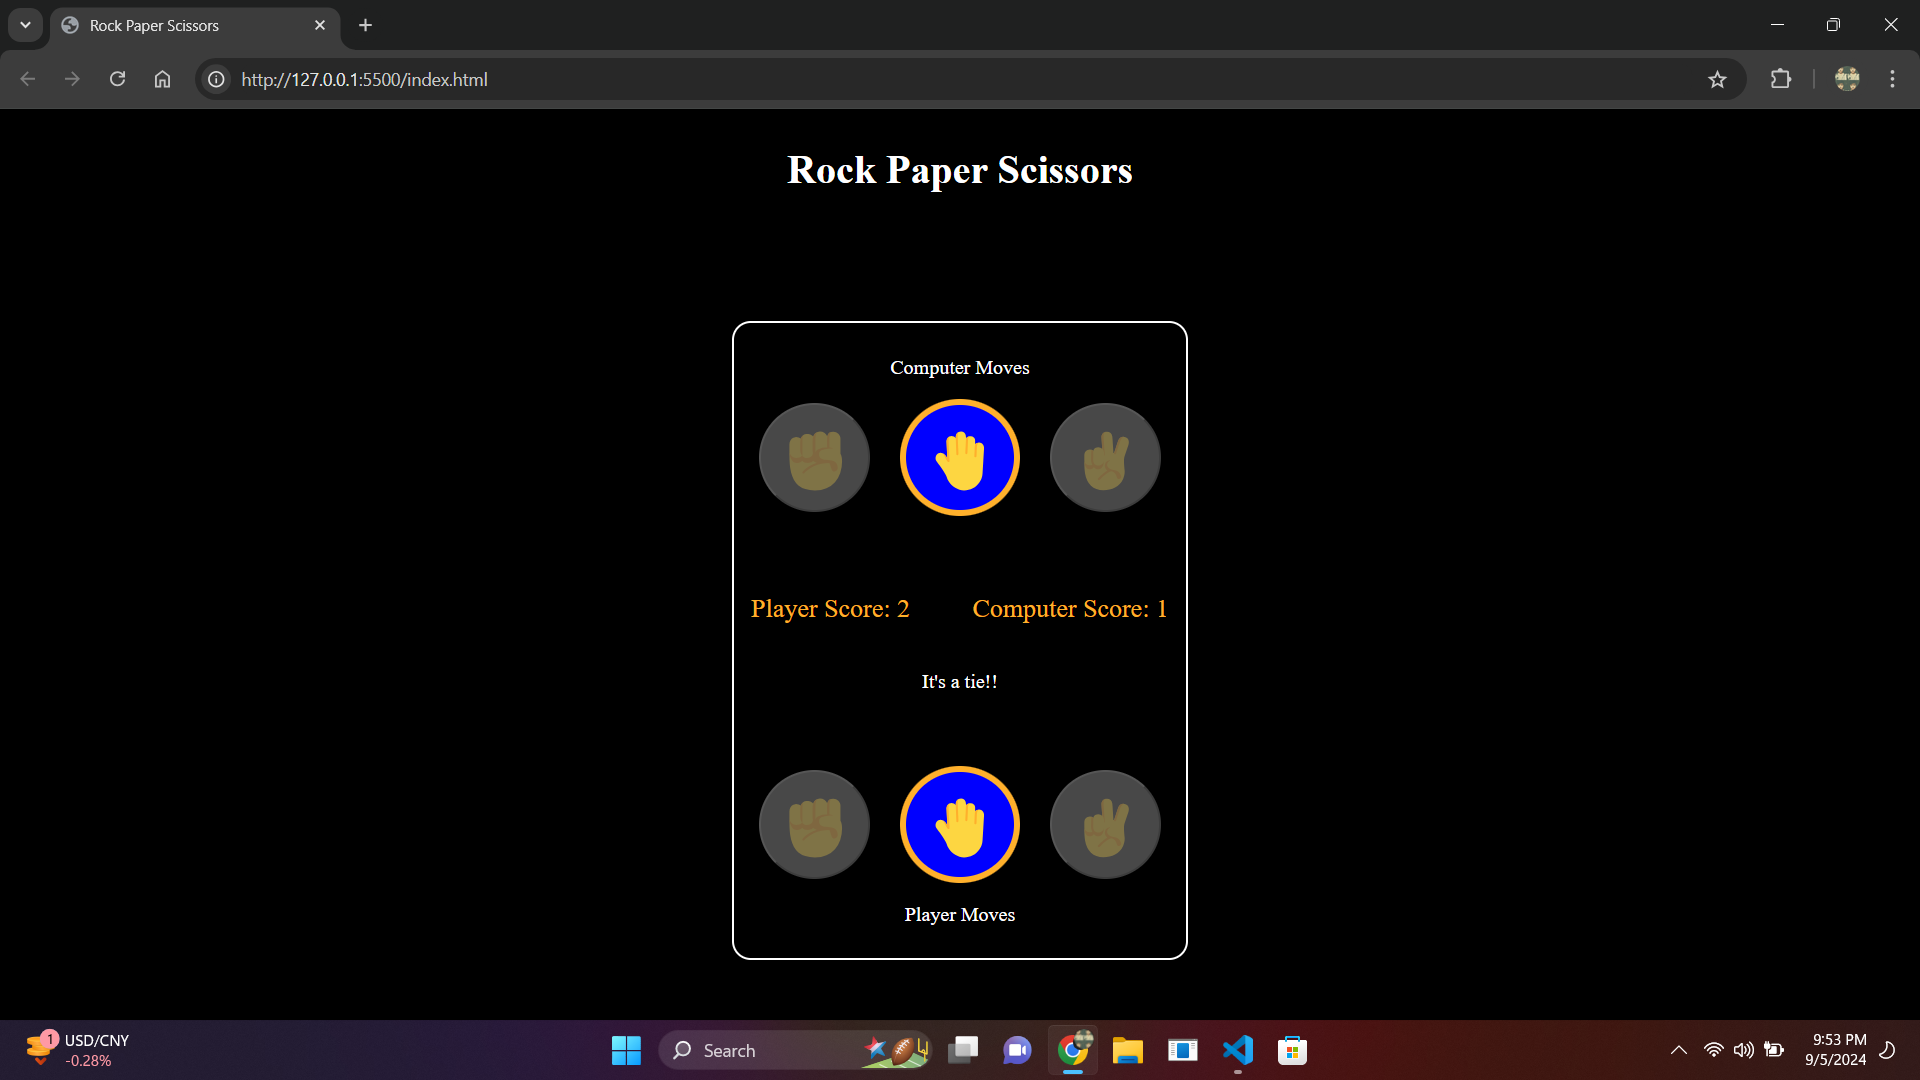 Rock Paper Scissors
http://127.0.0.1:5500/index.html
Rock Paper Scissors
Computer Moves
Player Score: 2 Computer Score: 1
It's a tie!!
Player Moves
1
USD/CNY
-0.28%
Search
9:53 PM
9/5/2024